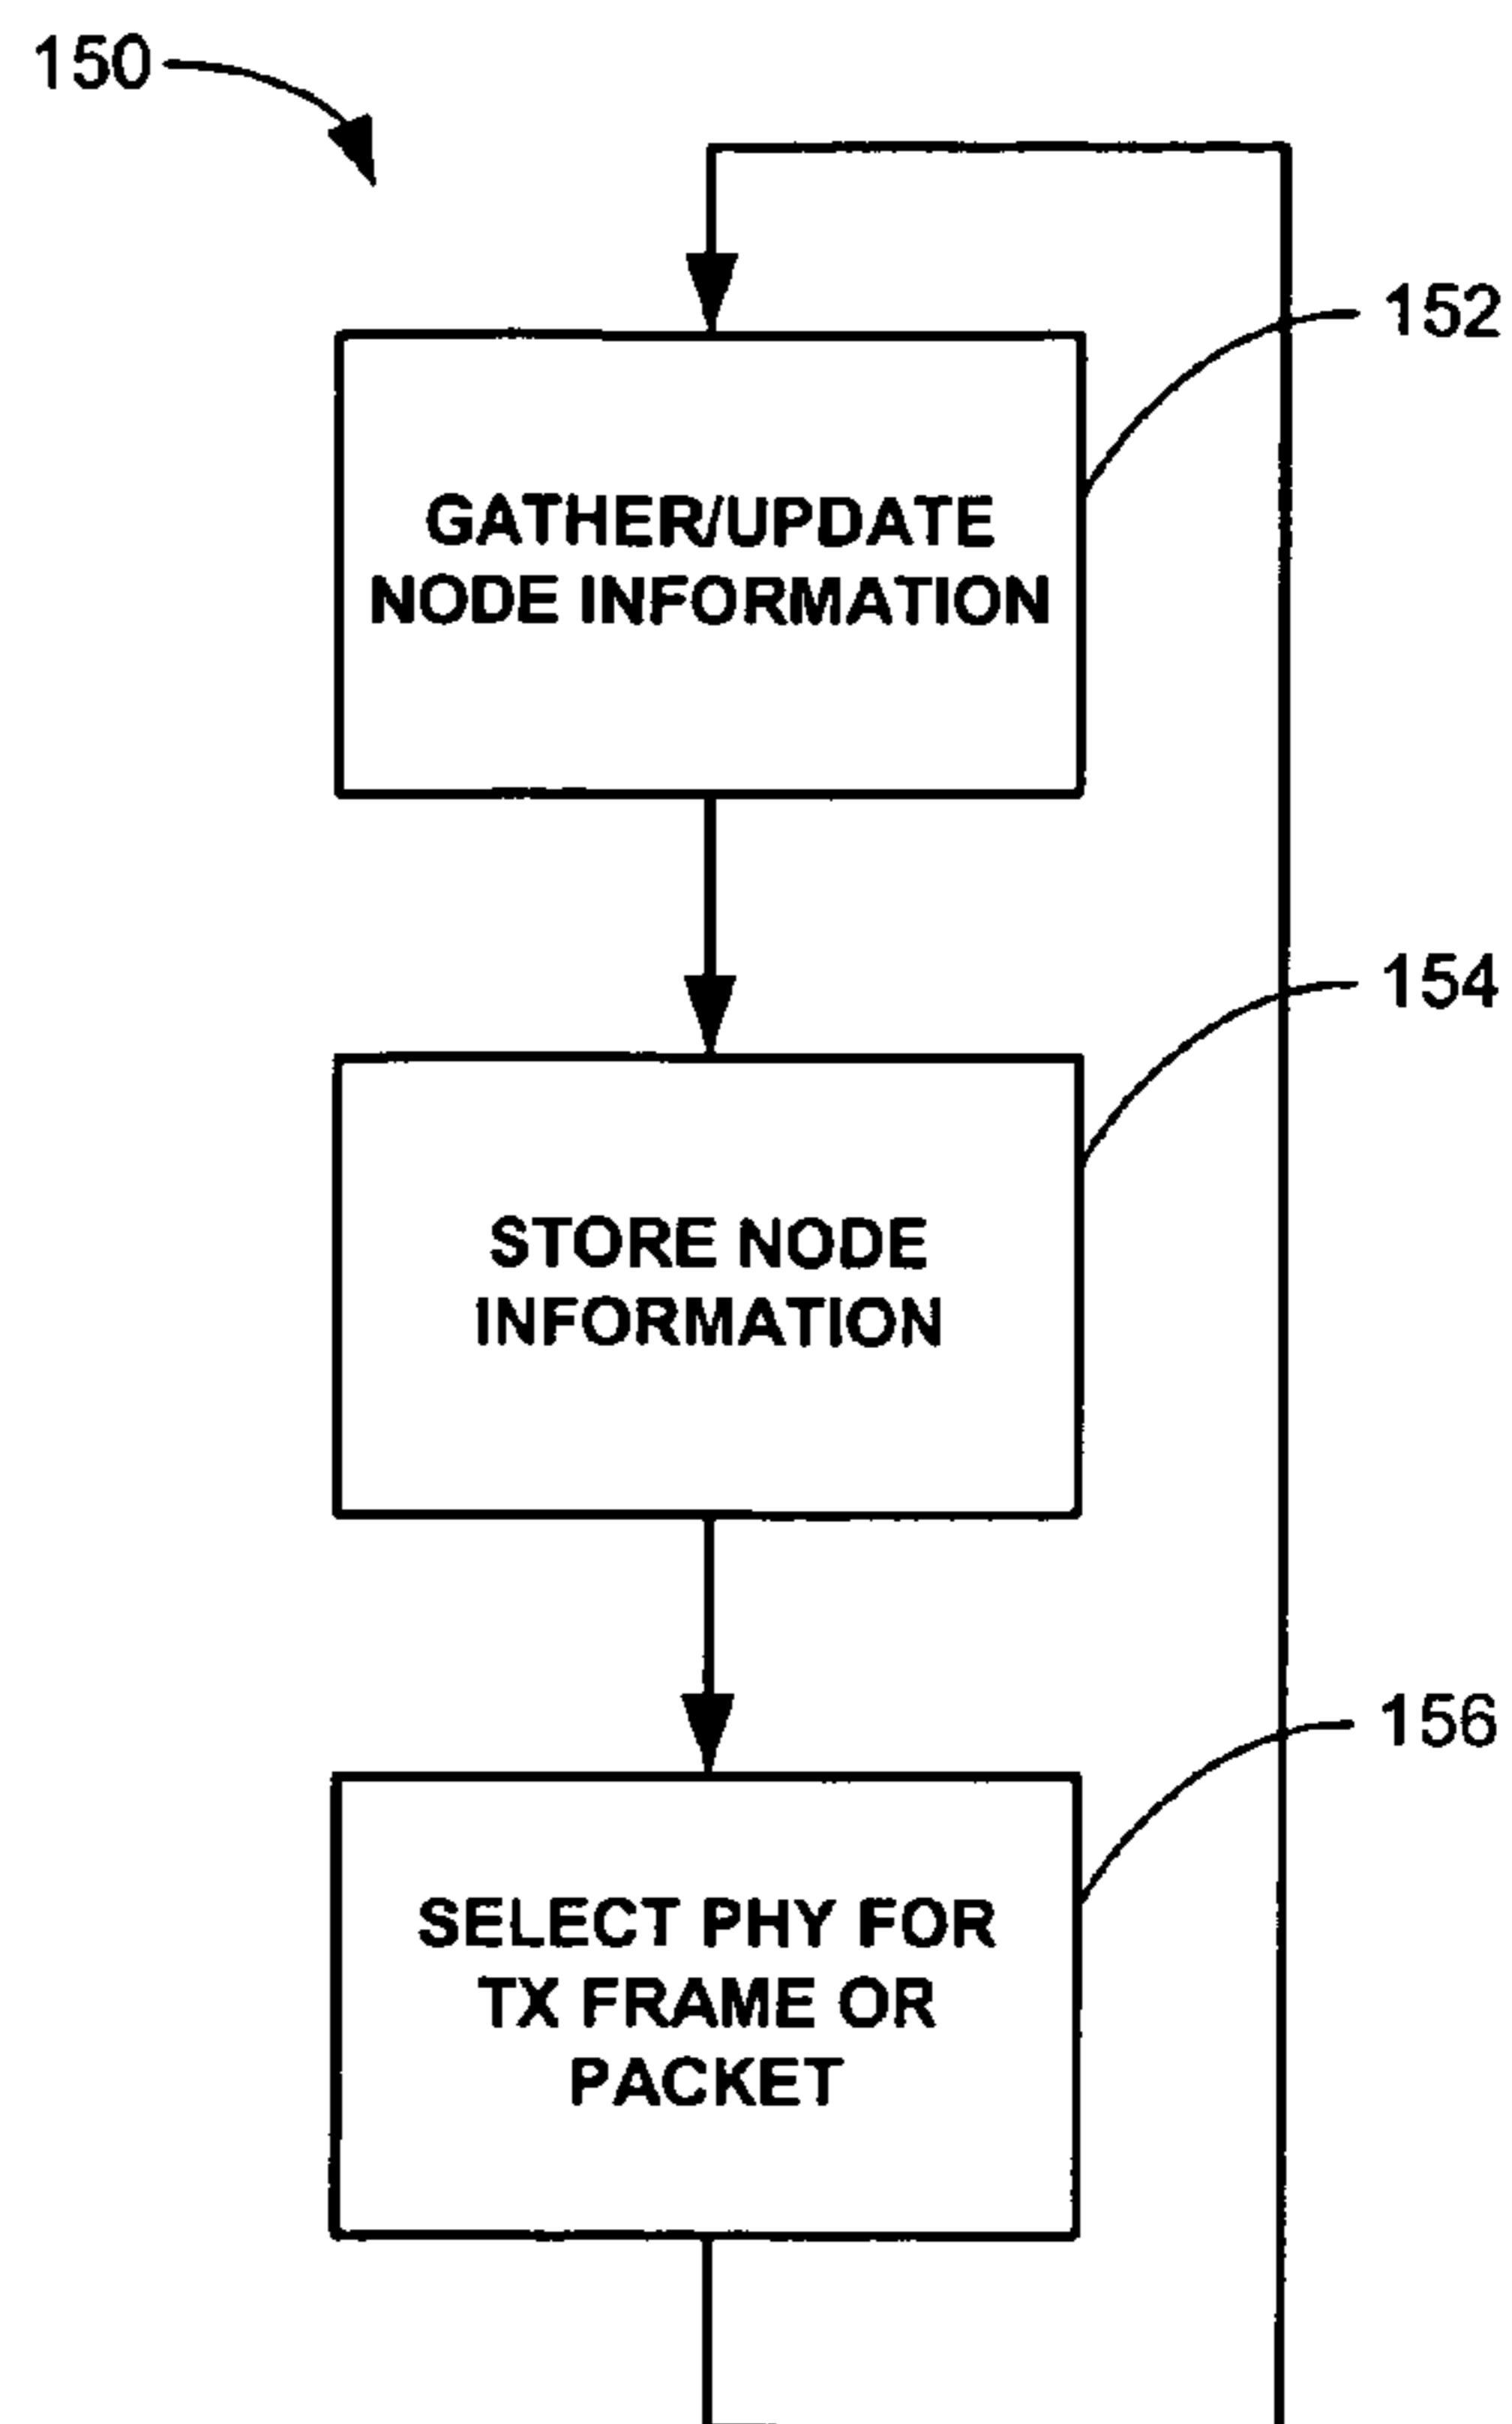 150
152
GATHER/UPDATE
NODE INFORMATION
154
STORE NODE
INFORMATION
156
SELECT PHY FOR
TX FRAME OR
PACKET